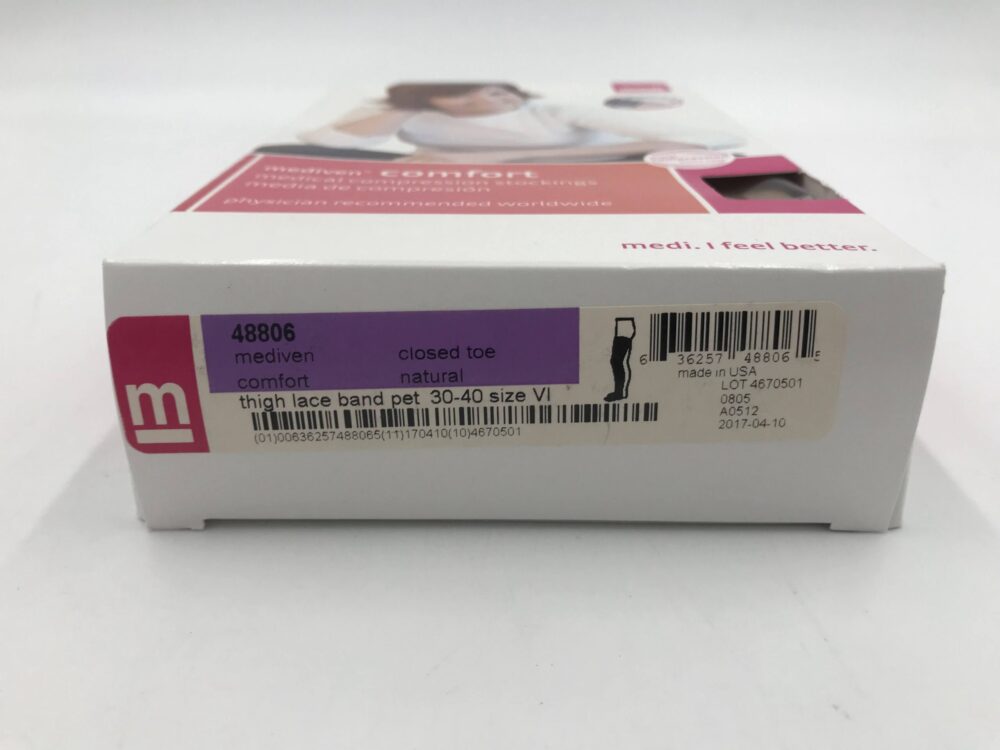 mediven® comfort
medical compression stockings
media de compresión
physician recommended worldwide
medi. I feel better.
m
48806
mediven closed toe
comfort natural
thigh lace band pet 30-40 size VI
(01)00636257488065(11)170410(10)4670501
6 36257 48806 5
made in USA
LOT 4670501
0805
A0512
2017-04-10